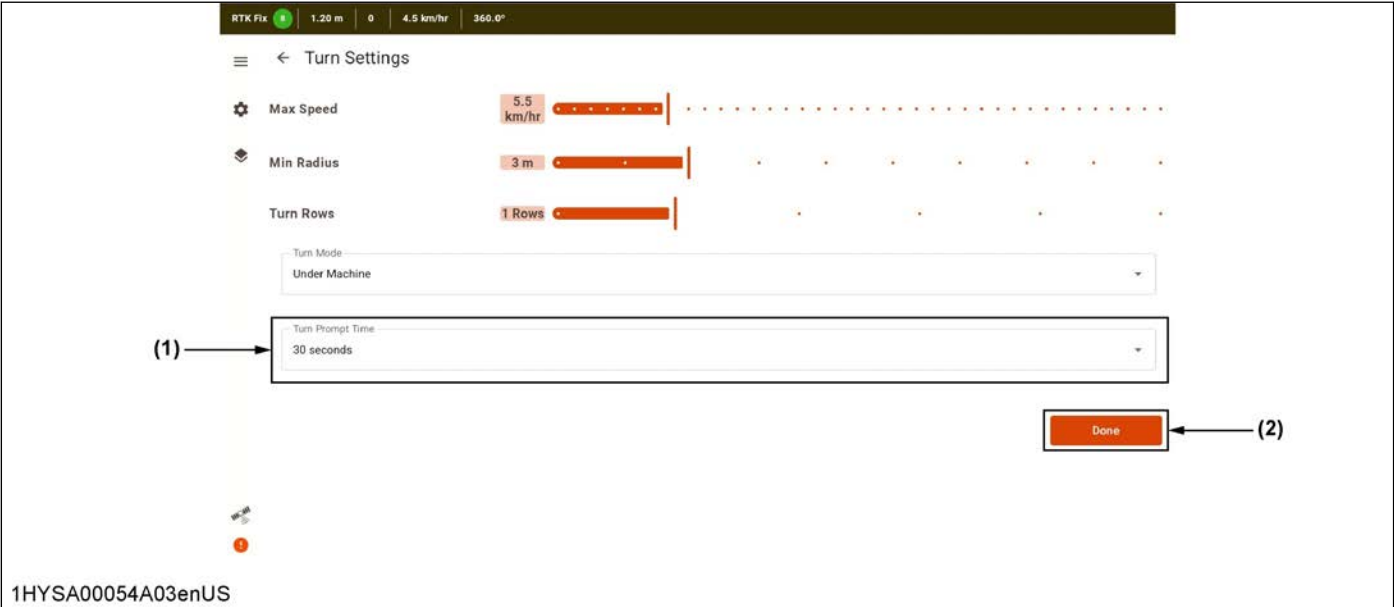 RTK Fix 8 1.20 m 0 4.5 km/hr 360.0°
Turn Settings
Max Speed 5.5 km/hr
Min Radius 3 m
Turn Rows 1 Rows
Turn Mode
Under Machine
Turn Prompt Time
(1) 30 seconds
Done (2)
1HYSA00054A03enUS